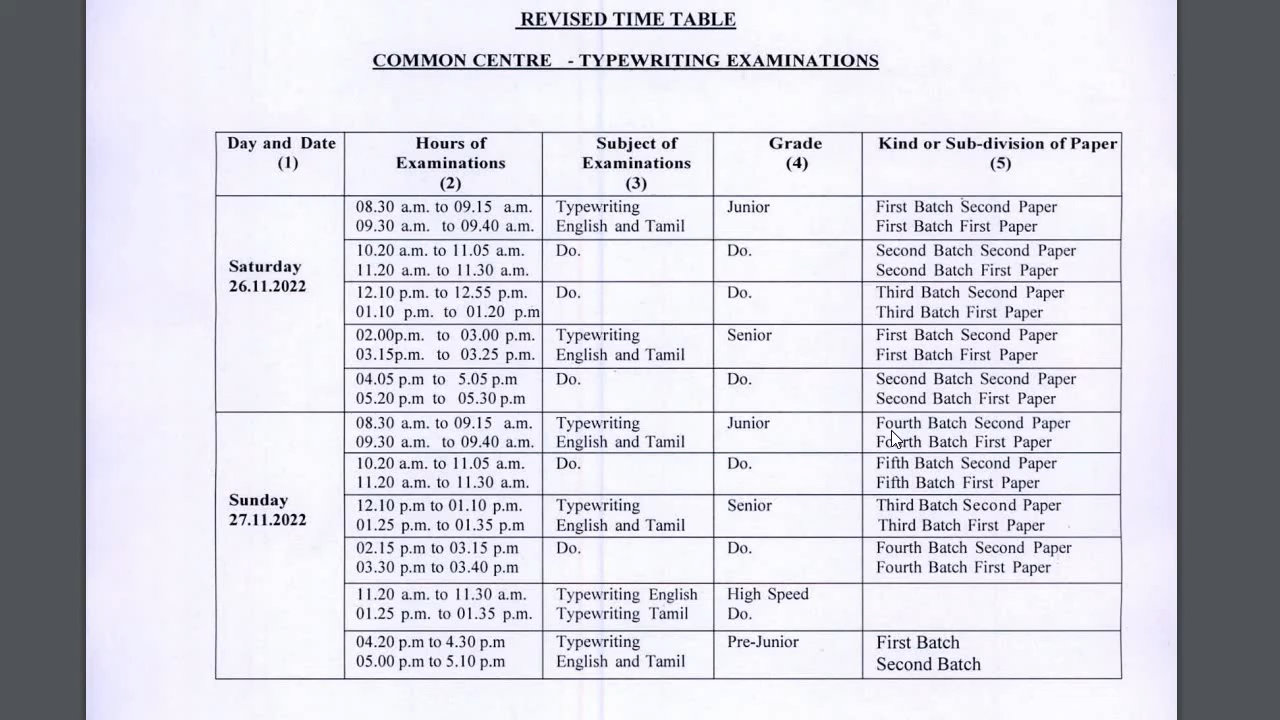 REVISED TIME TABLE
COMMON CENTRE - TYPEWRITING EXAMINATIONS
Day and Date (1) Hours of Examinations (2) Subject of Examinations (3) Grade (4) Kind or Sub-division of Paper (5)
Saturday 26.11.2022
08.30 a.m. to 09.15 a.m. Typewriting Junior First Batch Second Paper
09.30 a.m. to 09.40 a.m. English and Tamil First Batch First Paper
10.20 a.m. to 11.05 a.m. Do. Do. Second Batch Second Paper
11.20 a.m. to 11.30 a.m. Second Batch First Paper
12.10 p.m. to 12.55 p.m. Do. Do. Third Batch Second Paper
01.10 p.m. to 01.20 p.m Third Batch First Paper
02.00p.m. to 03.00 p.m. Typewriting Senior First Batch Second Paper
03.15p.m. to 03.25 p.m. English and Tamil First Batch First Paper
04.05 p.m to 5.05 p.m Do. Do. Second Batch Second Paper
05.20 p.m to 05.30 p.m Second Batch First Paper
Sunday 27.11.2022
08.30 a.m. to 09.15 a.m. Typewriting Junior Fourth Batch Second Paper
09.30 a.m. to 09.40 a.m. English and Tamil Fourth Batch First Paper
10.20 a.m. to 11.05 a.m. Do. Do. Fifth Batch Second Paper
11.20 a.m. to 11.30 a.m. Fifth Batch First Paper
12.10 p.m to 01.10 p.m. Typewriting Senior Third Batch Second Paper
01.25 p.m to 01.35 p.m English and Tamil Third Batch First Paper
02.15 p.m to 03.15 p.m Do. Do. Fourth Batch Second Paper
03.30 p.m to 03.40 p.m Fourth Batch First Paper
11.20 a.m. to 11.30 a.m. Typewriting English High Speed
01.25 p.m. to 01.35 p.m. Typewriting Tamil Do.
04.20 p.m to 4.30 p.m Typewriting Pre-Junior First Batch
05.00 p.m to 5.10 p.m English and Tamil Second Batch